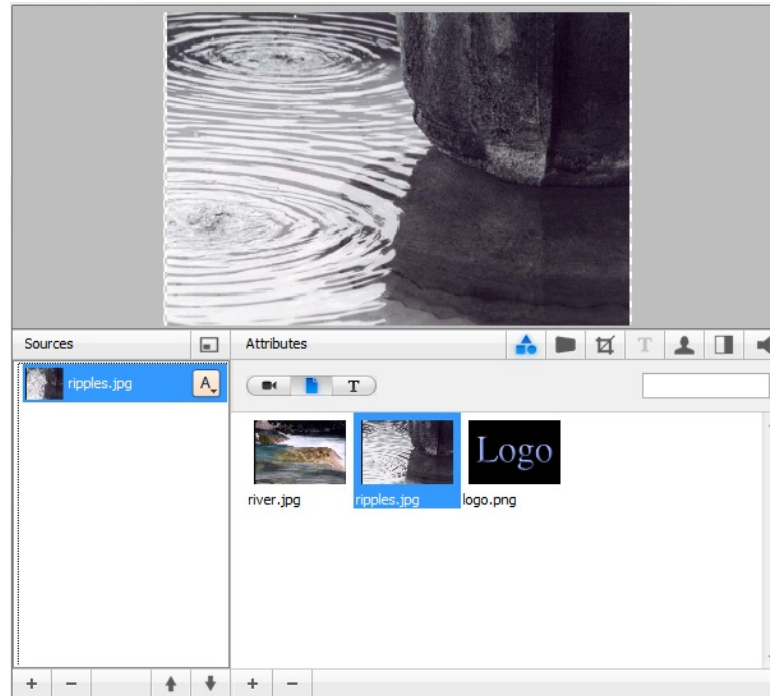 Sources
Attributes
T
ripples.jpg
A
T
Logo
river.jpg
ripples.jpg
logo.png